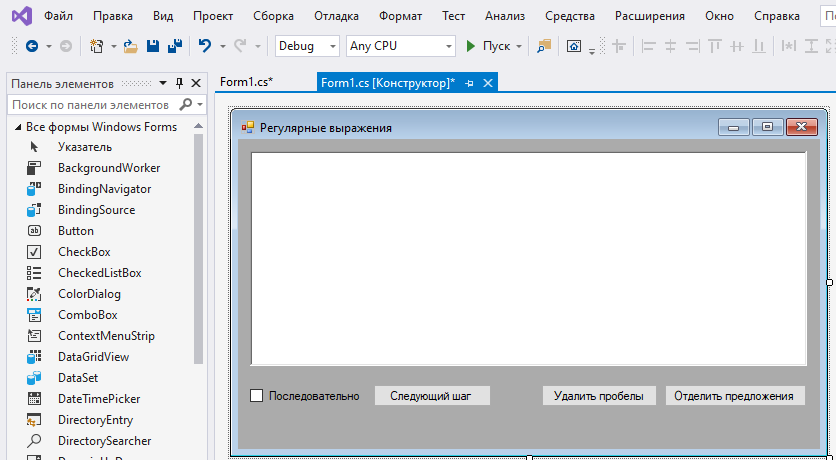 Файл Правка Вид Проект Сборка Отладка Формат Тест Анализ Средства Расширения Окно Справка
Debug Any CPU Пуск
Панель элементов
Form1.cs* Form1.cs [Конструктор]*
Поиск по панели элементов
Все формы Windows Forms
Регулярные выражения
Указатель
BackgroundWorker
BindingNavigator
BindingSource
Button
CheckBox
CheckedListBox
ColorDialog
ComboBox
ContextMenuStrip
DataGridView
DataSet
DateTimePicker
DirectoryEntry
DirectorySearcher
Последовательно Следующий шаг Удалить пробелы Отделить предложения